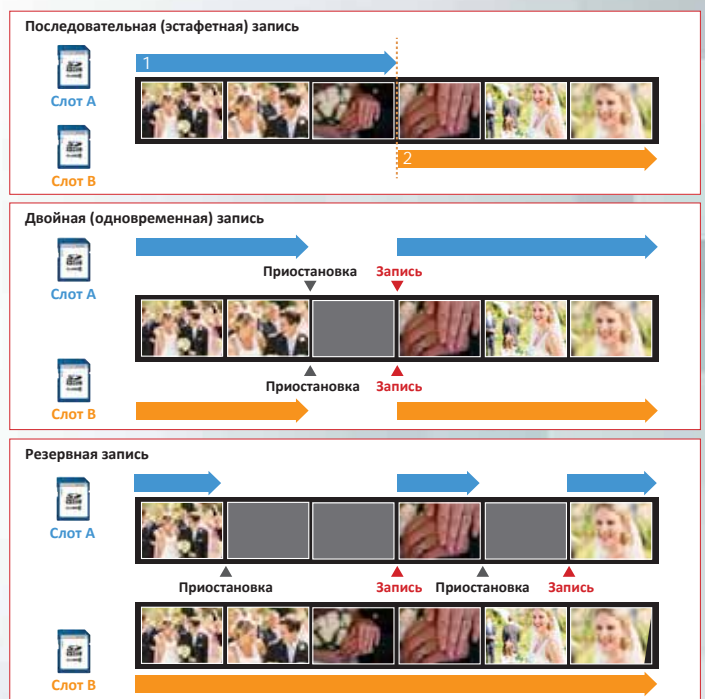 Последовательная (эстафетная) запись
1
Слот A
2
Слот B
Двойная (одновременная) запись
Приостановка Запись
Слот A
Приостановка Запись
Слот B
Резервная запись
Слот A
Приостановка Запись Приостановка Запись
Слот B